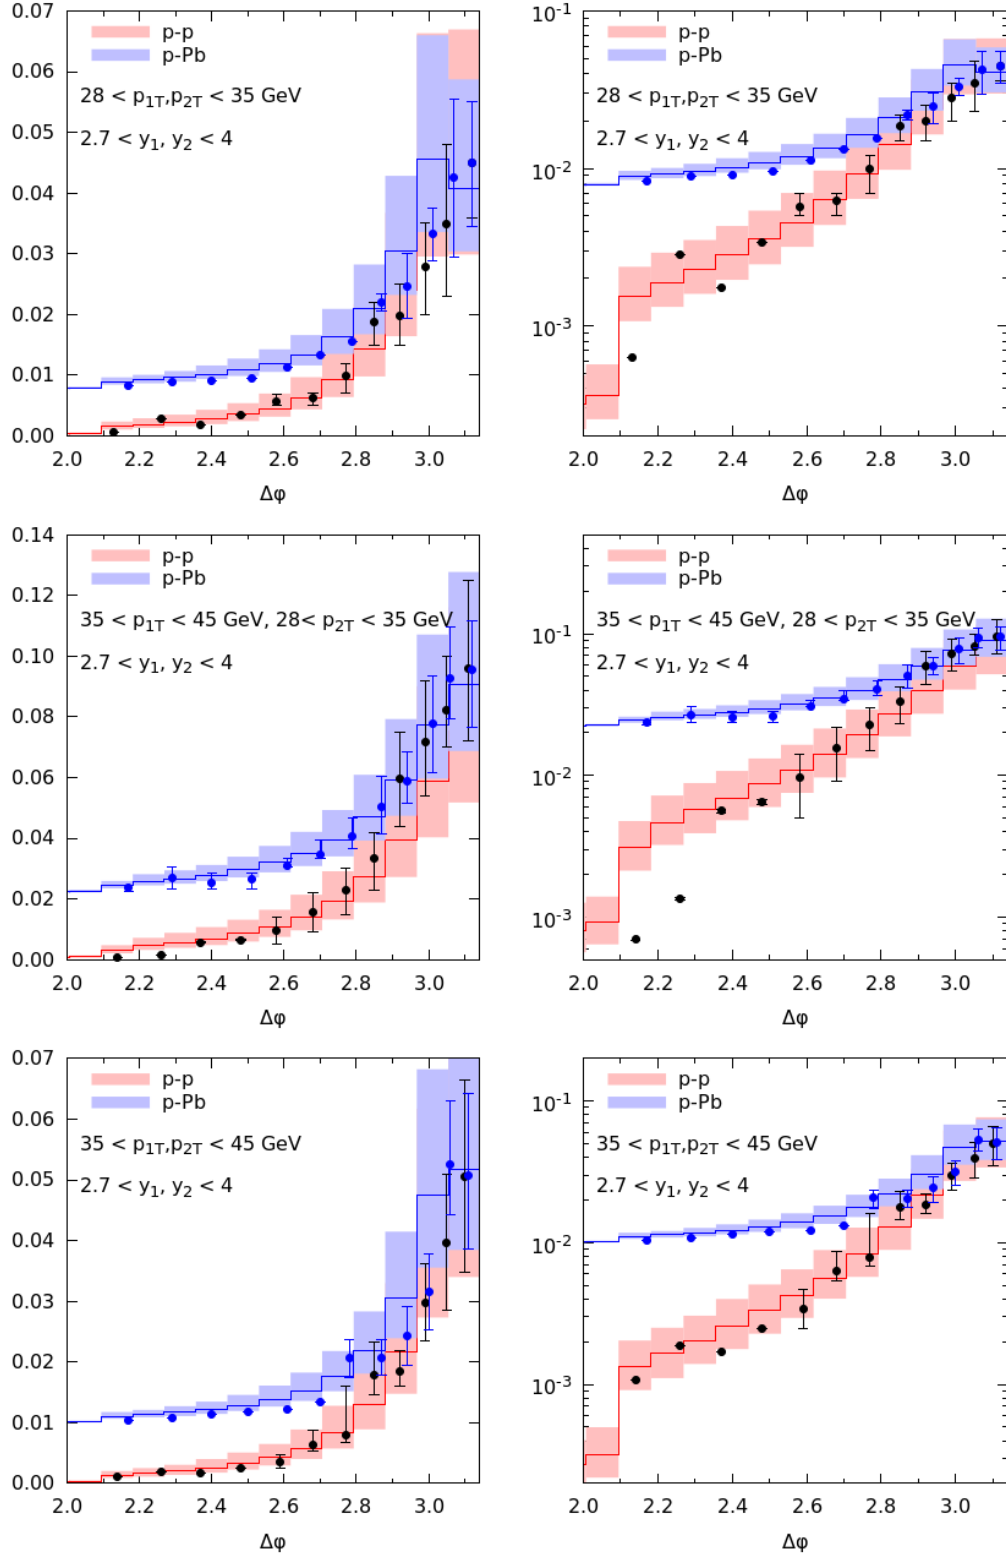 0.07
0.06
0.05
0.04
0.03
0.02
0.01
0.00
p-p
p-Pb
28 < p1T,p2T < 35 GeV
2.7 < y1, y2 < 4
2.0 2.2 2.4 2.6 2.8 3.0
Δφ
10-1
10-2
10-3
p-p
p-Pb
28 < p1T,p2T < 35 GeV
2.7 < y1, y2 < 4
2.0 2.2 2.4 2.6 2.8 3.0
Δφ
0.14
0.12
0.10
0.08
0.06
0.04
0.02
0.00
p-p
p-Pb
35 < p1T < 45 GeV, 28< p2T < 35 GeV
2.7 < y1, y2 < 4
2.0 2.2 2.4 2.6 2.8 3.0
Δφ
10-1
10-2
10-3
p-p
p-Pb
35 < p1T < 45 GeV, 28 < p2T < 35 GeV
2.7 < y1, y2 < 4
2.0 2.2 2.4 2.6 2.8 3.0
Δφ
0.07
0.06
0.05
0.04
0.03
0.02
0.01
0.00
p-p
p-Pb
35 < p1T,p2T < 45 GeV
2.7 < y1, y2 < 4
2.0 2.2 2.4 2.6 2.8 3.0
Δφ
10-1
10-2
10-3
p-p
p-Pb
35 < p1T,p2T < 45 GeV
2.7 < y1, y2 < 4
2.0 2.2 2.4 2.6 2.8 3.0
Δφ